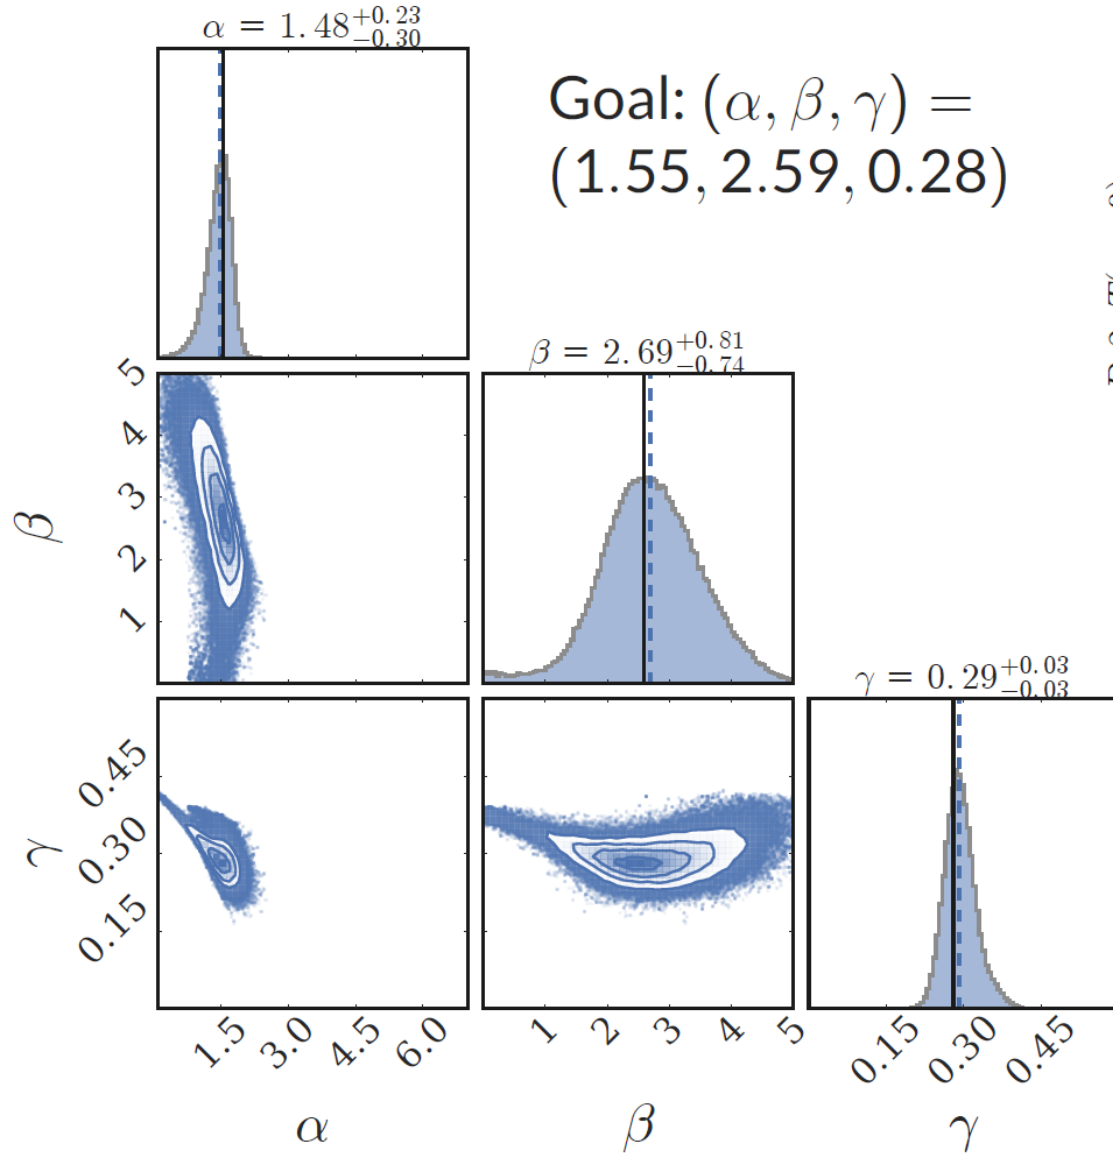 α = 1.48 +0.23 −0.30
Goal: (α, β, γ) =
(1.55, 2.59, 0.28)
β = 2.69 +0.81 −0.74
5
4
3
2
1
β
γ = 0.29 +0.03 −0.03
0.45
0.30
0.15
γ
1.5 3.0 4.5 6.0
1 2 3 4 5
0.15 0.30 0.45
α β γ